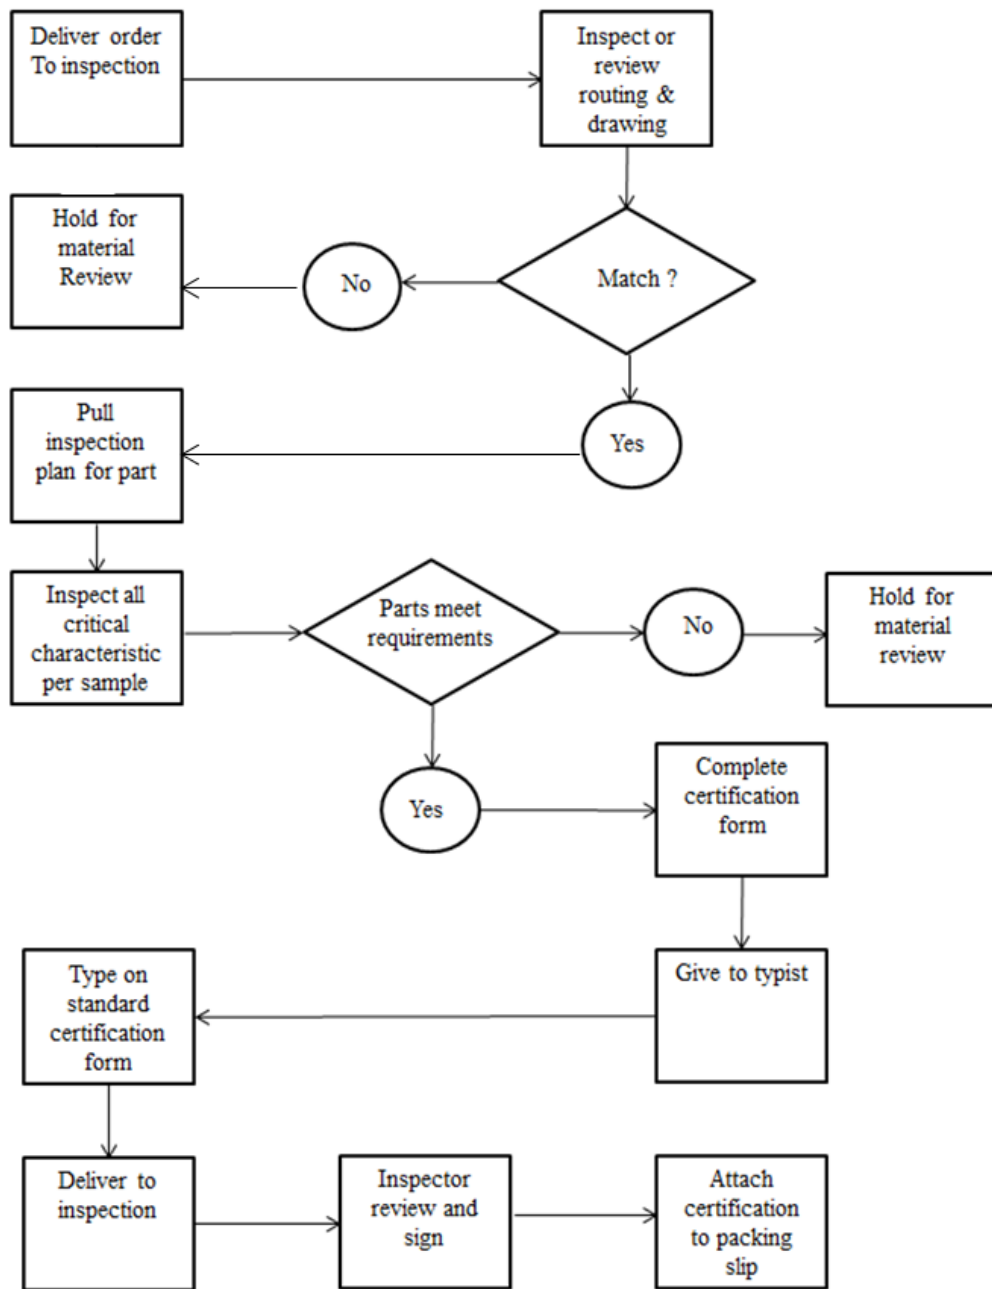 Deliver order
To inspection
Inspect or
review
routing &
drawing
Match ?
No
Hold for
material
Review
Yes
Pull
inspection
plan for part
Inspect all
critical
characteristic
per sample
Parts meet
requirements
No
Hold for
material
review
Yes
Complete
certification
form
Give to typist
Type on
standard
certification
form
Deliver to
inspection
Inspector
review and
sign
Attach
certification
to packing
slip